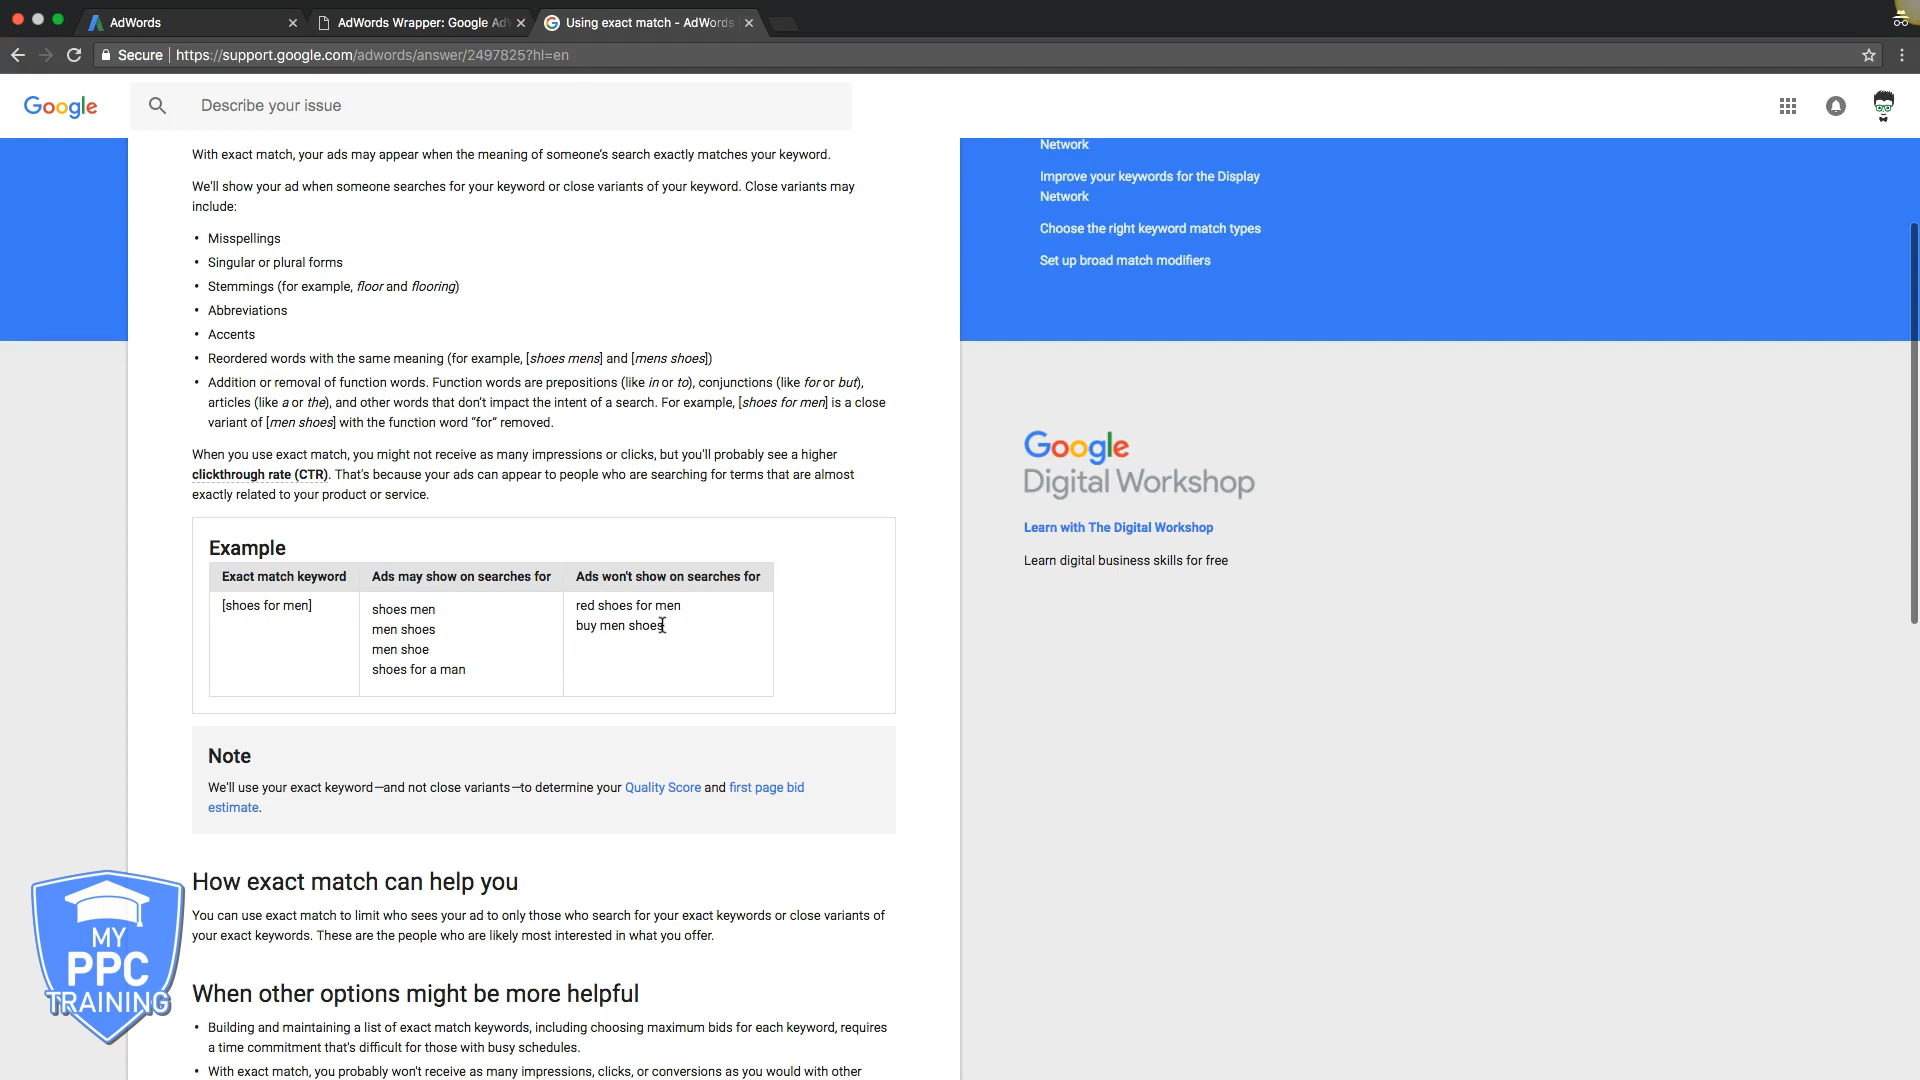 AdWords
AdWords Wrapper: Google Ad
Using exact match - AdWords
Secure
https://support.google.com/adwords/answer/2497825?hl=en
Google
Describe your issue
With exact match, your ads may appear when the meaning of someone's search exactly matches your keyword.
We'll show your ad when someone searches for your keyword or close variants of your keyword. Close variants may
include:
• Misspellings
• Singular or plural forms
• Stemmings (for example, floor and flooring)
• Abbreviations
• Accents
• Reordered words with the same meaning (for example, [shoes mens] and [mens shoes])
• Addition or removal of function words. Function words are prepositions (like in or to), conjunctions (like for or but),
articles (like a or the), and other words that don't impact the intent of a search. For example, [shoes for men] is a close
variant of [men shoes] with the function word "for" removed.
When you use exact match, you might not receive as many impressions or clicks, but you'll probably see a higher
clickthrough rate (CTR). That's because your ads can appear to people who are searching for terms that are almost
exactly related to your product or service.
Example
Exact match keyword Ads may show on searches for Ads won't show on searches for
[shoes for men]
shoes men
men shoes
men shoe
shoes for a man
red shoes for men
buy men shoes
Note
We'll use your exact keyword—and not close variants—to determine your Quality Score and first page bid
estimate.
How exact match can help you
You can use exact match to limit who sees your ad to only those who search for your exact keywords or close variants of
your exact keywords. These are the people who are likely most interested in what you offer.
When other options might be more helpful
• Building and maintaining a list of exact match keywords, including choosing maximum bids for each keyword, requires
a time commitment that's difficult for those with busy schedules.
• With exact match, you probably won't receive as many impressions, clicks, or conversions as you would with other
Network
Improve your keywords for the Display
Network
Choose the right keyword match types
Set up broad match modifiers
Google
Digital Workshop
Learn with The Digital Workshop
Learn digital business skills for free
MY
PPC
TRAINING